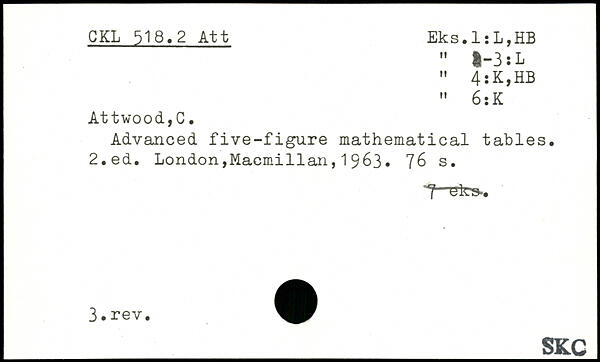 CKL 518.2 Att
Eks.1:L,HB
" 2-3:L
" 4:K,HB
" 6:K
Attwood,C.
Advanced five-figure mathematical tables.
2.ed. London,Macmillan,1963. 76 s.
7 eks.
3.rev.
SKC